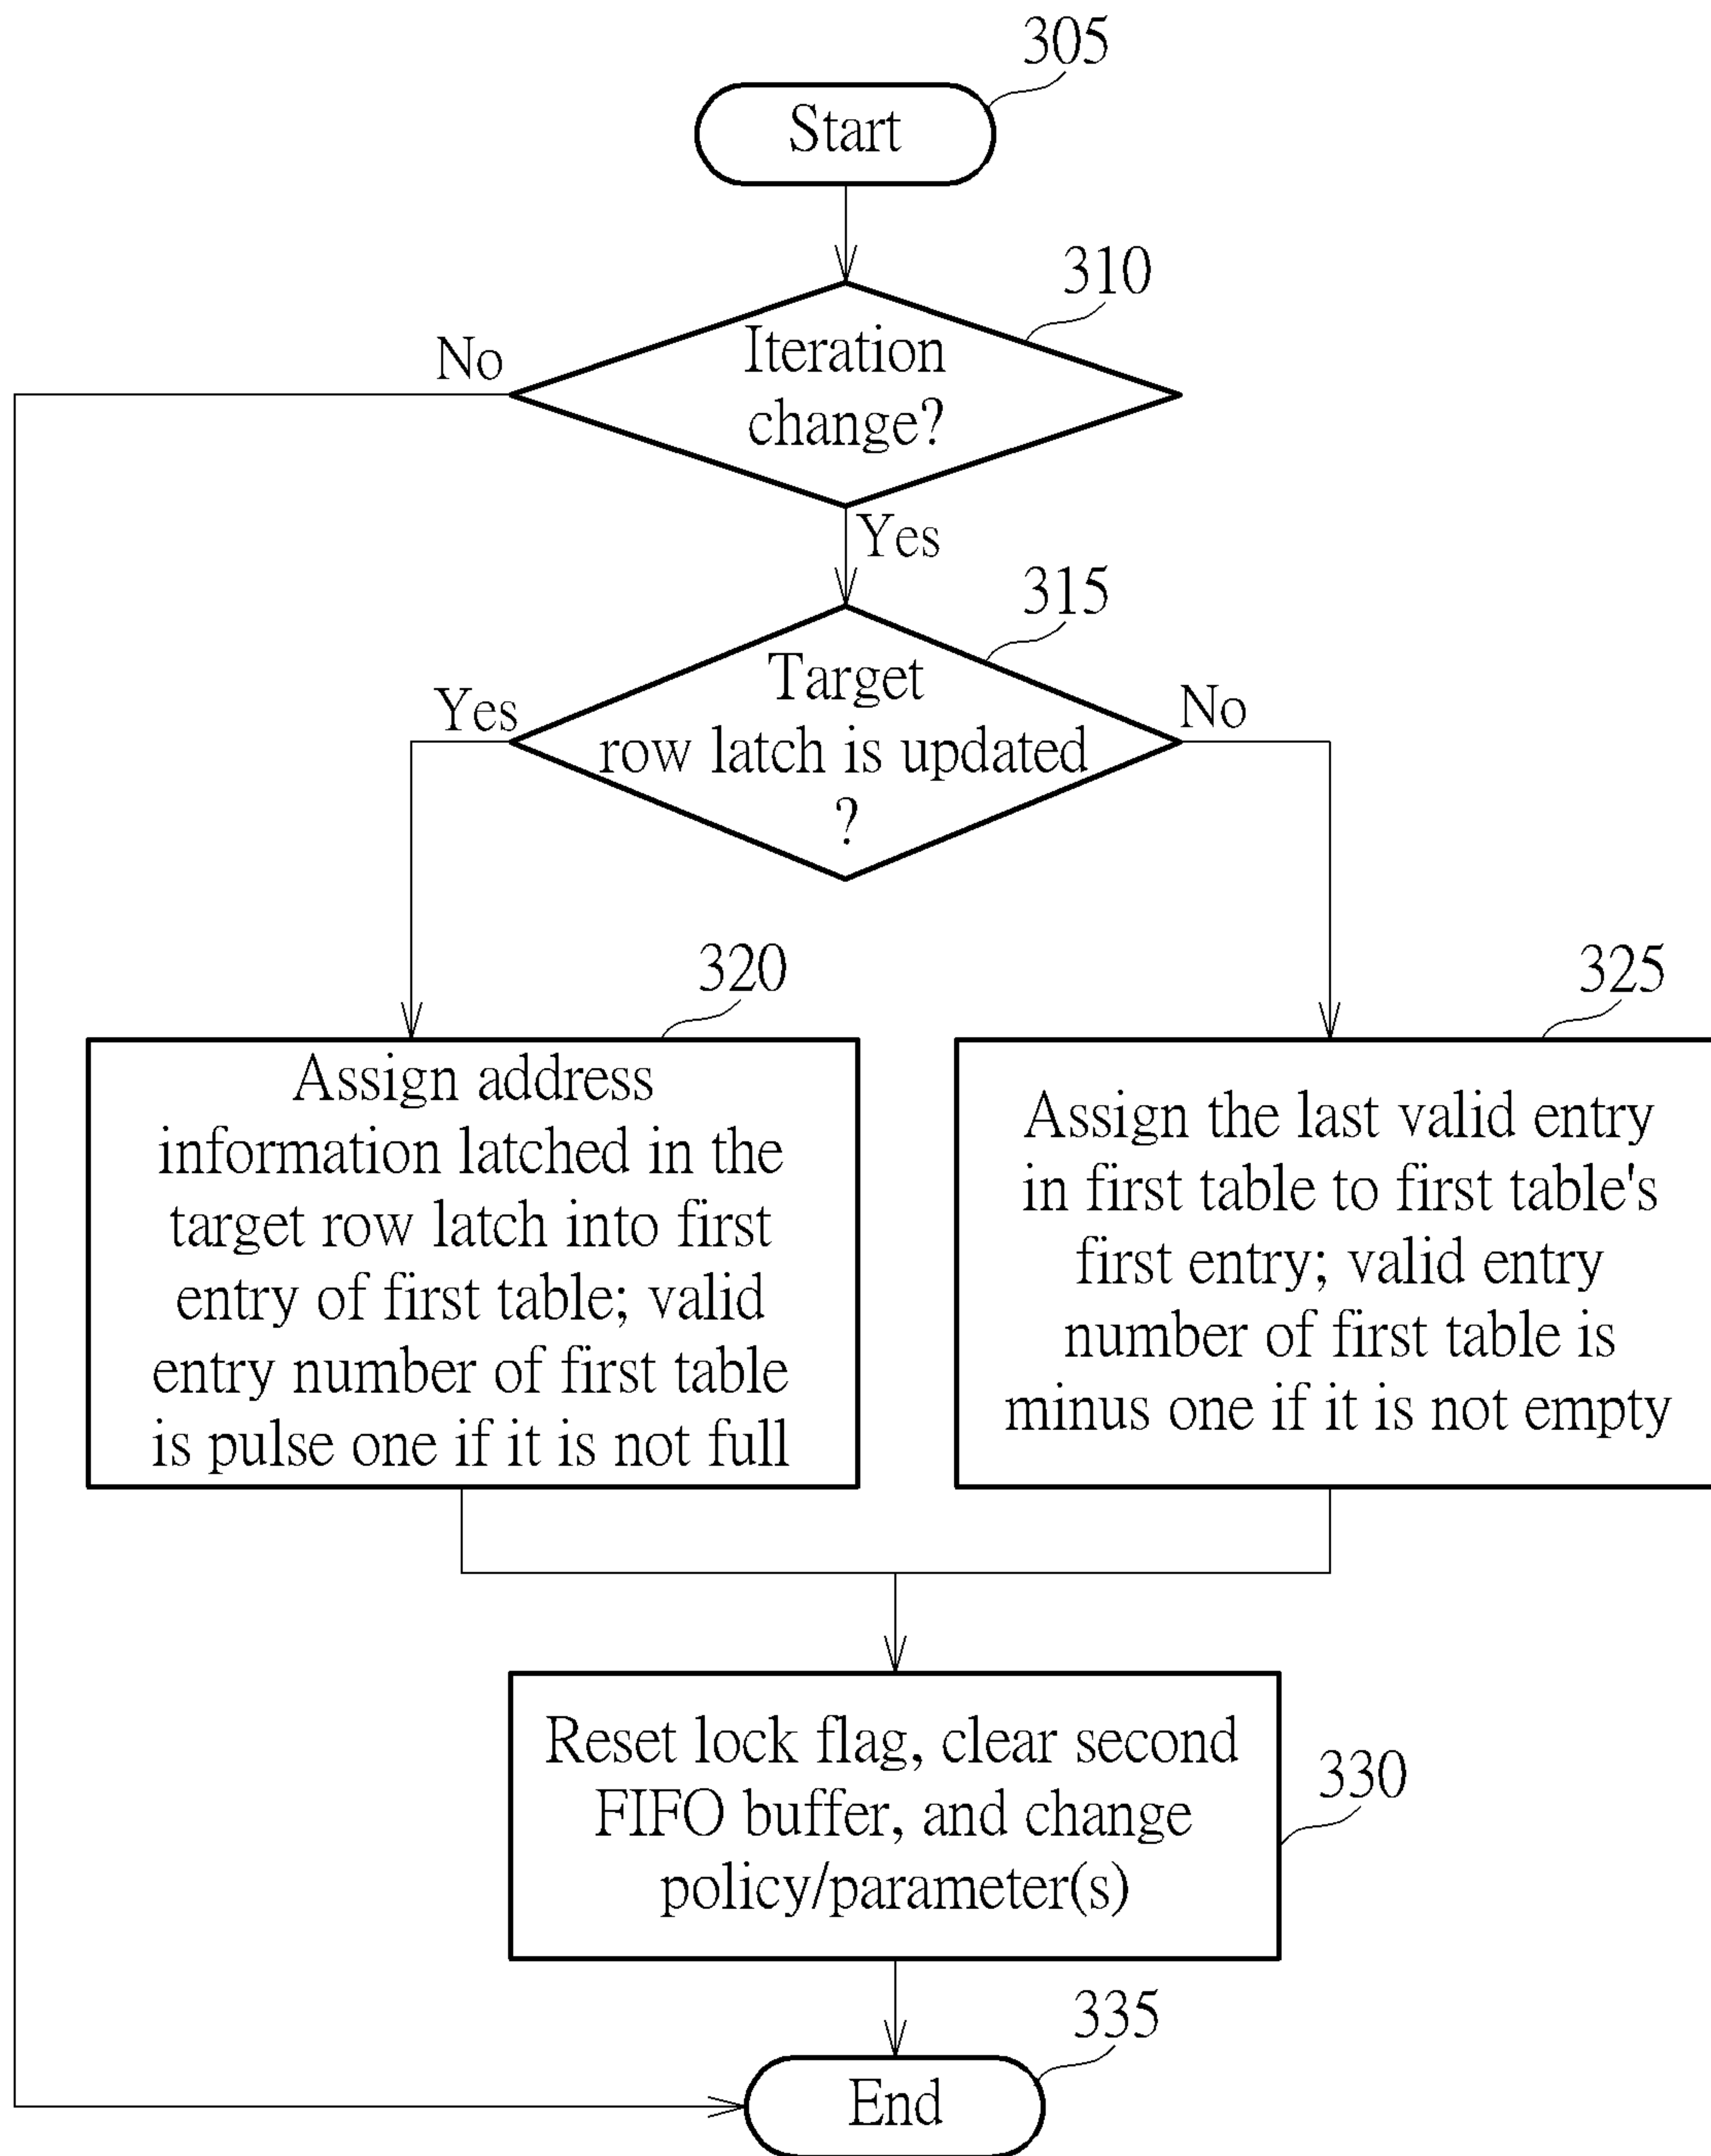 305
Start
310
Iteration
change?
No
Yes
315
Target
row latch is updated
?
Yes
No
320
Assign address
information latched in the
target row latch into first
entry of first table; valid
entry number of first table
is pulse one if it is not full
325
Assign the last valid entry
in first table to first table's
first entry; valid entry
number of first table is
minus one if it is not empty
Reset lock flag, clear second
FIFO buffer, and change
policy/parameter(s)
330
335
End